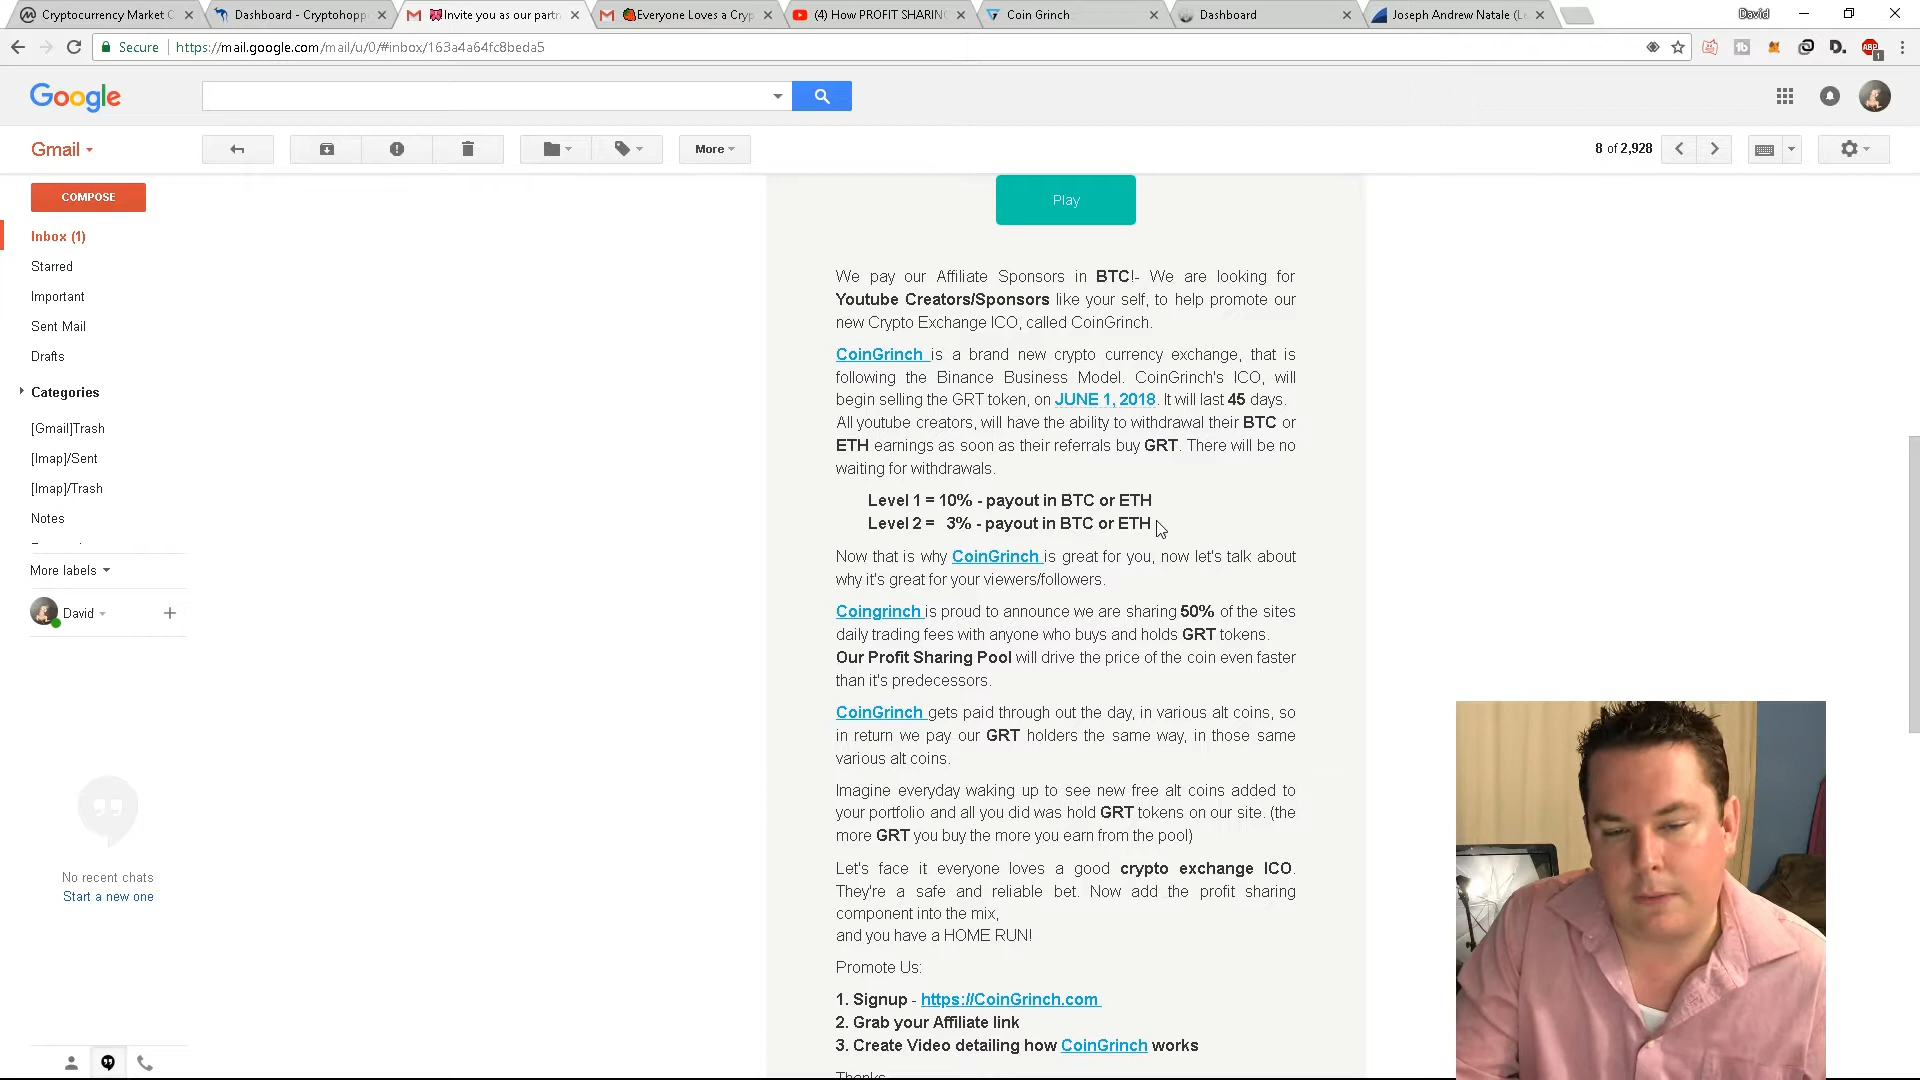 Cryptocurrency Market C
Dashboard - Cryptohopp
Invite you as our partn
Everyone Loves a Cryp
(4) How PROFIT SHARING
Coin Grinch
Dashboard
Joseph Andrew Natale (Le
David
Secure
https://mail.google.com/mail/u/0/#inbox/163a4a64fc8beda5
ABP
1
Google
Gmail
More
8 of 2,928
COMPOSE
Inbox (1)
Starred
Important
Sent Mail
Drafts
Categories
[Gmail]Trash
[Imap]/Sent
[Imap]/Trash
Notes
More labels
David
No recent chats
Start a new one
Play
We pay our Affiliate Sponsors in BTC!- We are looking for
Youtube Creators/Sponsors like your self, to help promote our
new Crypto Exchange ICO, called CoinGrinch.
CoinGrinch is a brand new crypto currency exchange, that is
following the Binance Business Model. CoinGrinch's ICO, will
begin selling the GRT token, on JUNE 1, 2018. It will last 45 days.
All youtube creators, will have the ability to withdrawal their BTC or
ETH earnings as soon as their referrals buy GRT. There will be no
waiting for withdrawals.
Level 1 = 10% - payout in BTC or ETH
Level 2 = 3% - payout in BTC or ETH
Now that is why CoinGrinch is great for you, now let's talk about
why it's great for your viewers/followers.
Coingrinch is proud to announce we are sharing 50% of the sites
daily trading fees with anyone who buys and holds GRT tokens.
Our Profit Sharing Pool will drive the price of the coin even faster
than it's predecessors.
CoinGrinch gets paid through out the day, in various alt coins, so
in return we pay our GRT holders the same way, in those same
various alt coins.
Imagine everyday waking up to see new free alt coins added to
your portfolio and all you did was hold GRT tokens on our site. (the
more GRT you buy the more you earn from the pool)
Let's face it everyone loves a good crypto exchange ICO.
They're a safe and reliable bet. Now add the profit sharing
component into the mix,
and you have a HOME RUN!
Promote Us:
1. Signup - https://CoinGrinch.com
2. Grab your Affiliate link
3. Create Video detailing how CoinGrinch works
Thanks